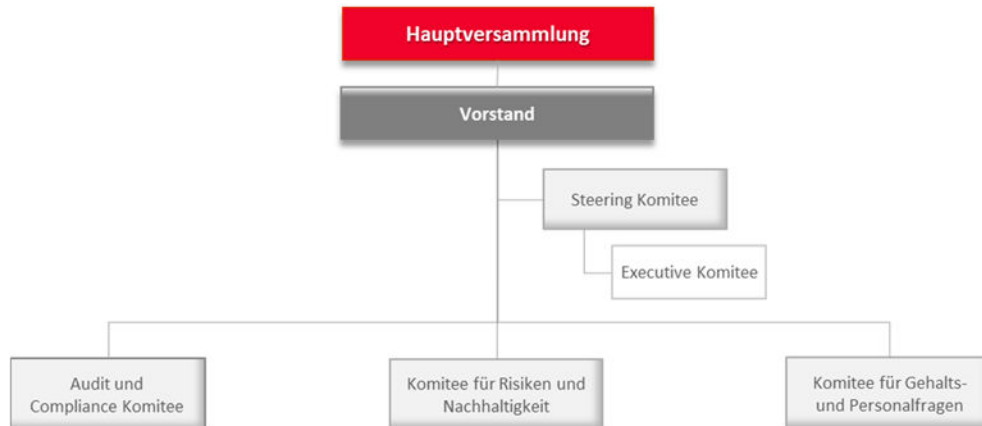 Hauptversammlung
Vorstand
Steering Komitee
Executive Komitee
Audit und
Compliance Komitee
Komitee für Risiken und
Nachhaltigkeit
Komitee für Gehalts-
und Personalfragen